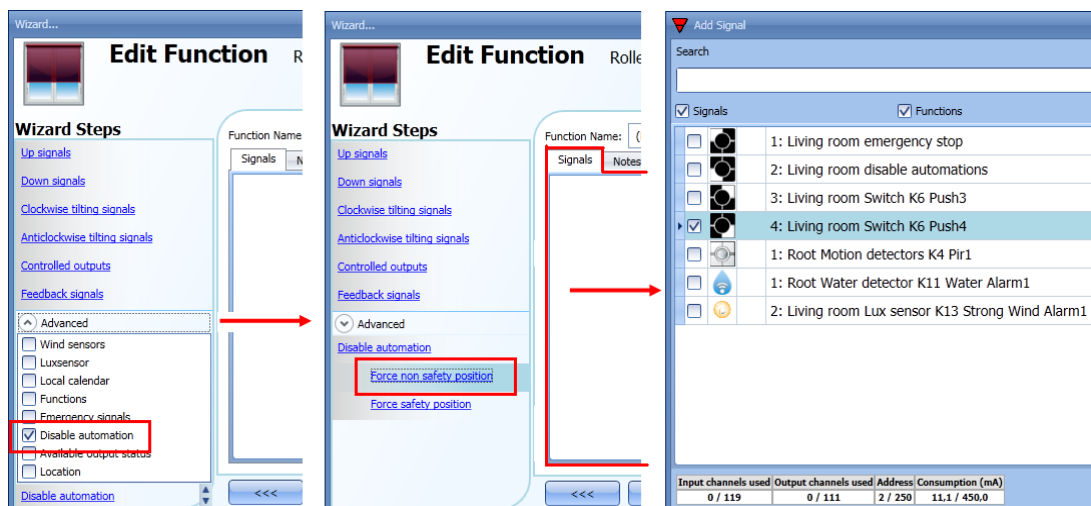 Wizard...
Edit Function R
Wizard Steps
Up signals
Down signals
Clockwise tilting signals
Anticlockwise tilting signals
Controlled outputs
Feedback signals
Advanced
Wind sensors
Luxsensor
Local calendar
Functions
Emergency signals
Disable automation
Available output status
Location
Disable automation
Function Name
Signals N
<<<
Wizard...
Edit Function Rolle
Wizard Steps
Up signals
Down signals
Clockwise tilting signals
Anticlockwise tilting signals
Controlled outputs
Feedback signals
Advanced
Disable automation
Force non safety position
Force safety position
Function Name: (
Signals Notes
<<<
Add Signal
Search
Signals Functions
1: Living room emergency stop
2: Living room disable automations
3: Living room Switch K6 Push3
4: Living room Switch K6 Push4
1: Root Motion detectors K4 Pir1
1: Root Water detector K11 Water Alarm1
2: Living room Lux sensor K13 Strong Wind Alarm1
Input channels used Output channels used Address Consumption (mA)
0 / 119 0 / 111 2 / 250 11,1 / 450,0